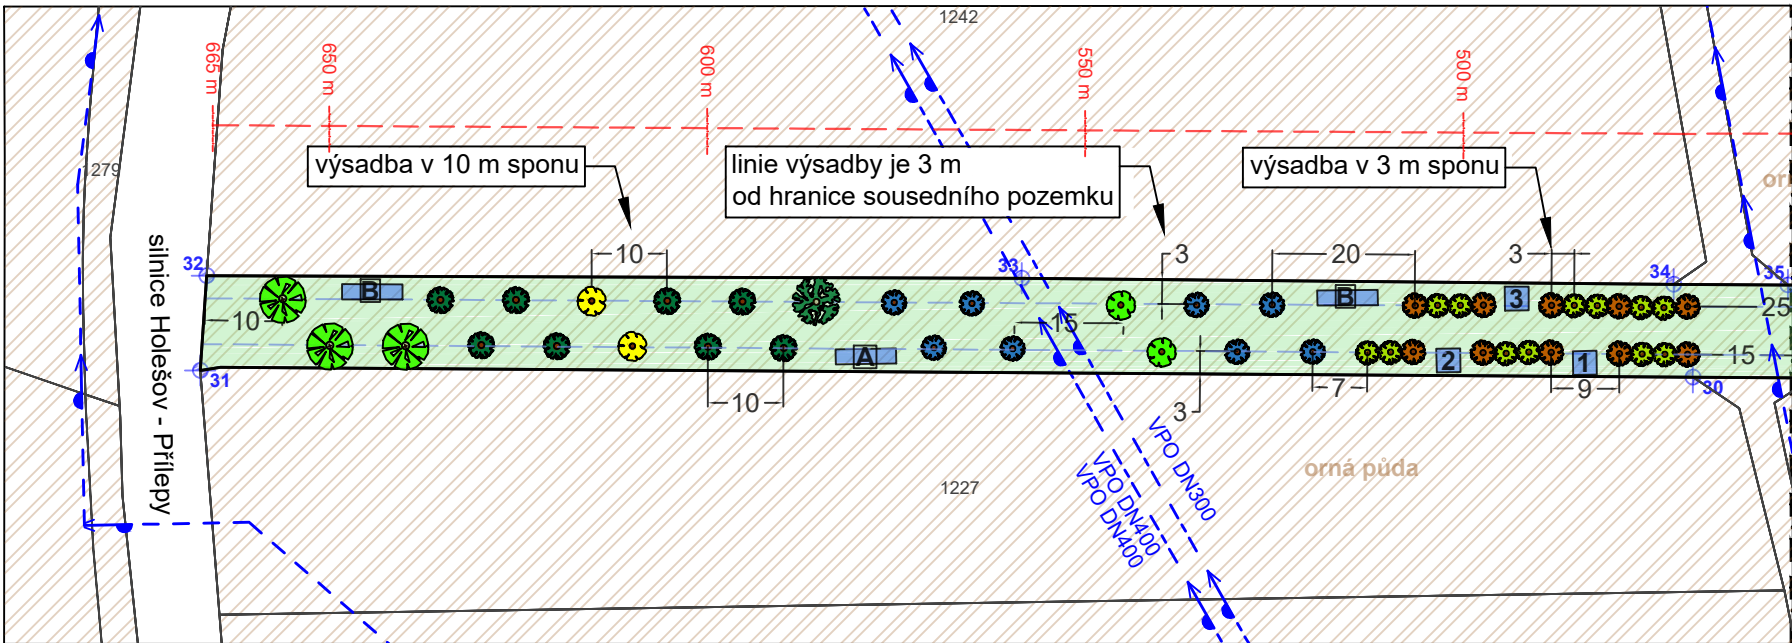 1242
665 m
650 m
600 m
550 m
500 m
1279
výsadba v 10 m sponu
linie výsadby je 3 m
od hranice sousedního pozemku
výsadba v 3 m sponu
silnice Holešov - Přílepy
32
33
34
35
10
3
20
3
B
B
3
10
15
25
A
2
1
15
31
10
3
7
9
30
VPO DN300
VPO DN400
VPO DN400
orná půda
1227